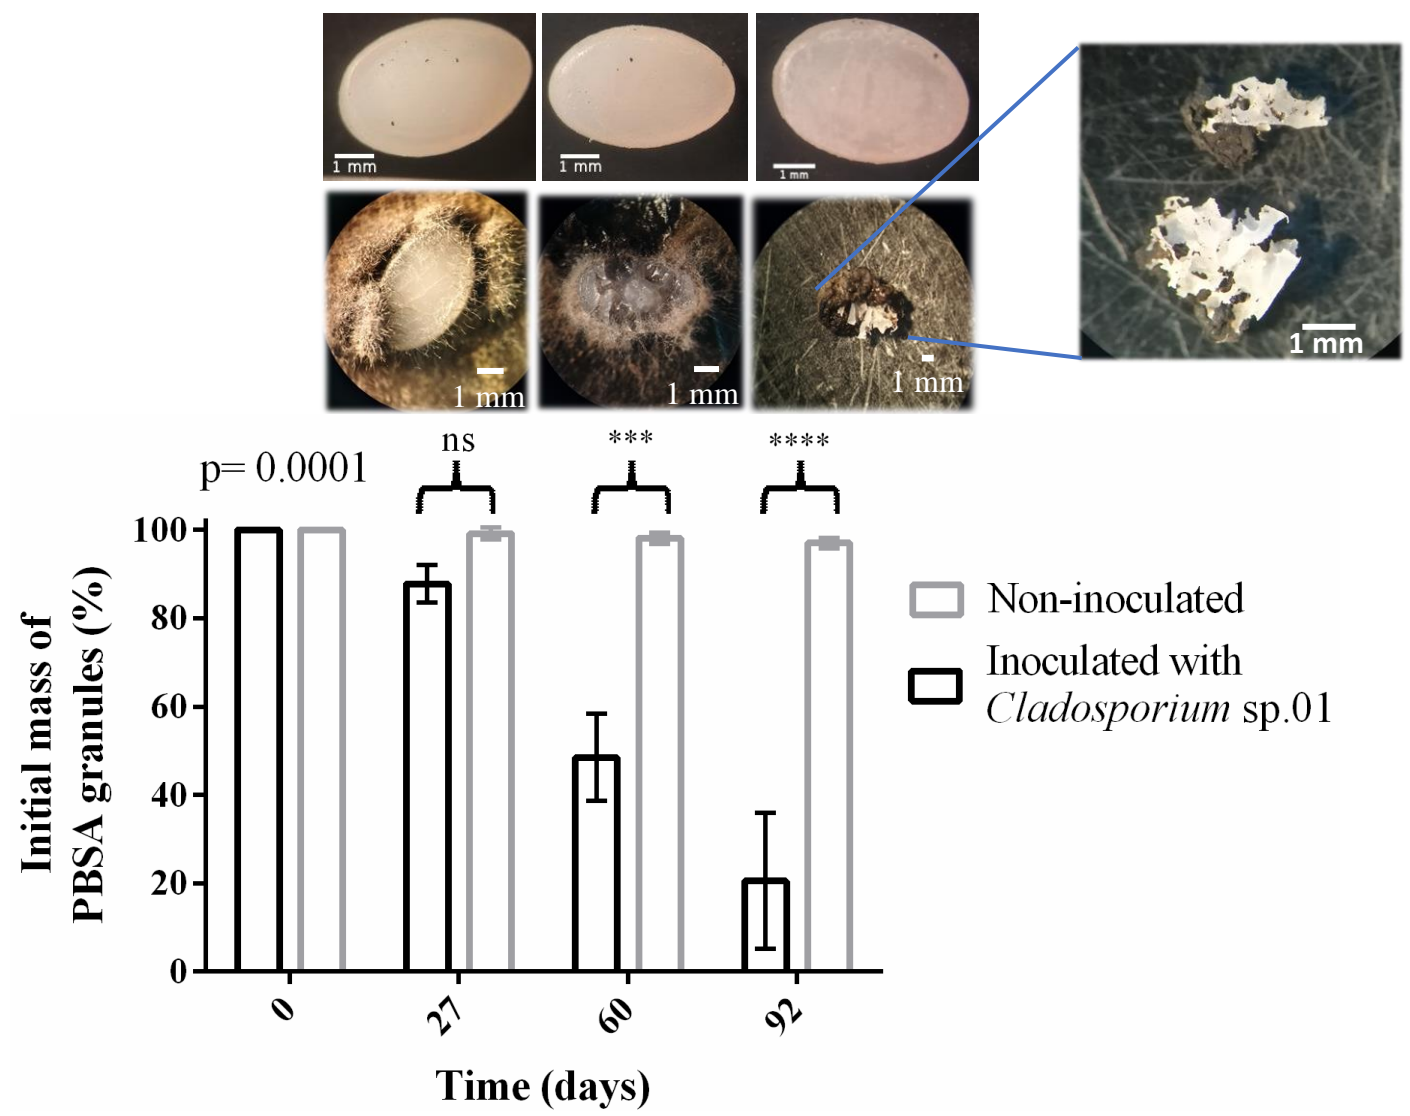 1 mm
1 mm
1 mm
1 mm
1 mm
1 mm
1 mm
ns
***
****
p= 0.0001
100
80
60
40
20
0
Initial mass of
PBSA granules (%)
0
27
60
92
Time (days)
Non-inoculated
Inoculated with
Cladosporium sp.01